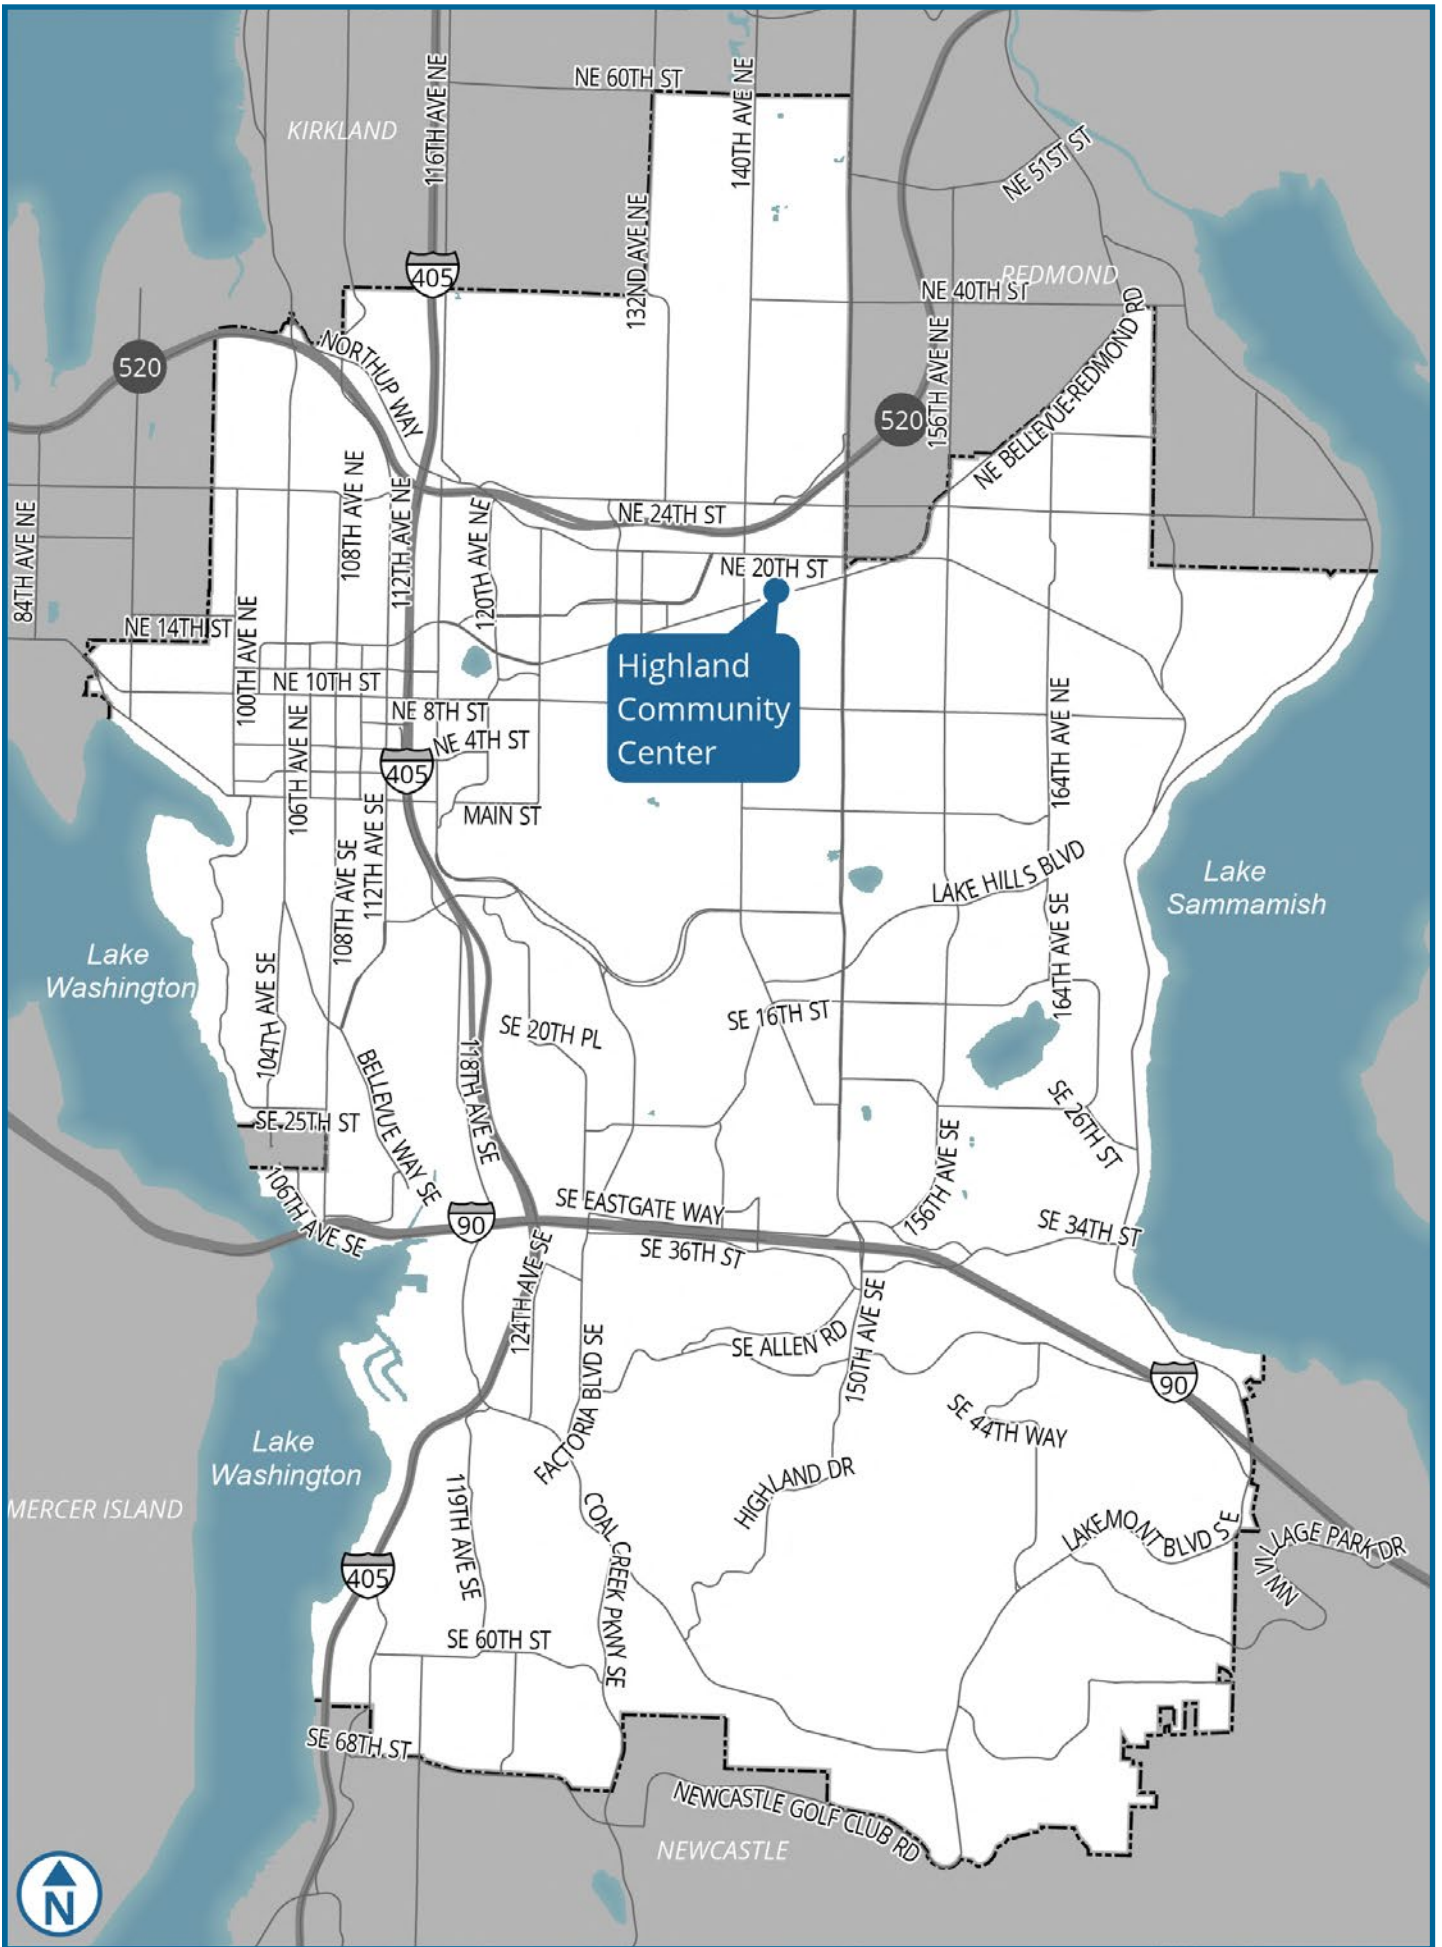 NE 60TH ST
116TH AVE NE
140TH AVE NE
KIRKLAND
NE 51ST ST
132ND AVE NE
405
REDMOND
NE 40TH ST
520
NORTHUP WAY
156TH AVE NE
NE BELLEVUE-REDMOND RD
520
108TH AVE NE
112TH AVE NE
120TH AVE NE
NE 24TH ST
84TH AVE NE
NE 20TH ST
NE 14TH ST
100TH AVE NE
Highland
Community
Center
NE 10TH ST
NE 8TH ST
NE 4TH ST
106TH AVE NE
164TH AVE NE
405
MAIN ST
112TH AVE SE
108TH AVE SE
LAKE HILLS BLVD
Lake
Sammamish
164TH AVE SE
Lake
Washington
104TH AVE SE
SE 16TH ST
SE 20TH PL
118TH AVE SE
BELLEVUE WAY SE
SE 25TH ST
SE 26TH ST
156TH AVE SE
106TH AVE SE
90
SE EASTGATE WAY
SE 36TH ST
SE 34TH ST
124TH AVE SE
150TH AVE SE
SE ALLEN RD
FACTORIA BLVD SE
90
SE 44TH WAY
Lake
Washington
HIGHLAND DR
119TH AVE SE
MERCER ISLAND
COAL CREEK PKWY SE
LAKEMONT BLVD SE
NW VILLAGE PARK DR
405
SE 60TH ST
SE 68TH ST
NEWCASTLE GOLF CLUB RD
NEWCASTLE
N